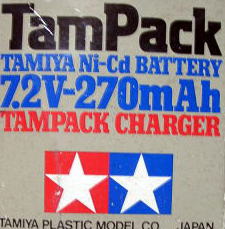 TamPack
TAMIYA Ni-Cd BATTERY
7.2V-270mAh
TAMPACK CHARGER
TAMIYA PLASTIC MODEL CO. JAPAN